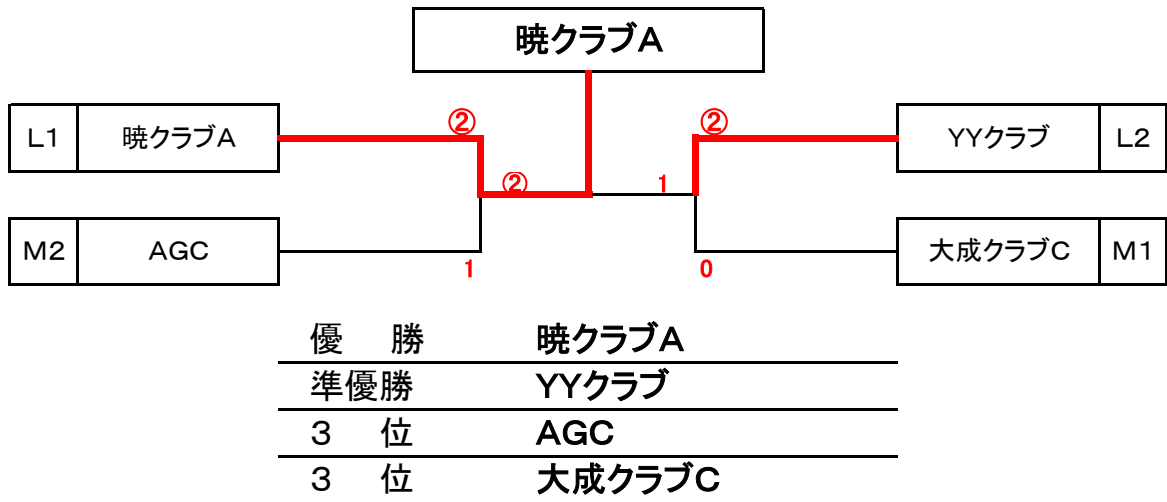 暁クラブA
② ②
L1 暁クラブA YYクラブ L2
② 1
M2 AGC 大成クラブC M1
1 0
優 勝 暁クラブA
準優勝 YYクラブ
3 位 AGC
3 位 大成クラブC